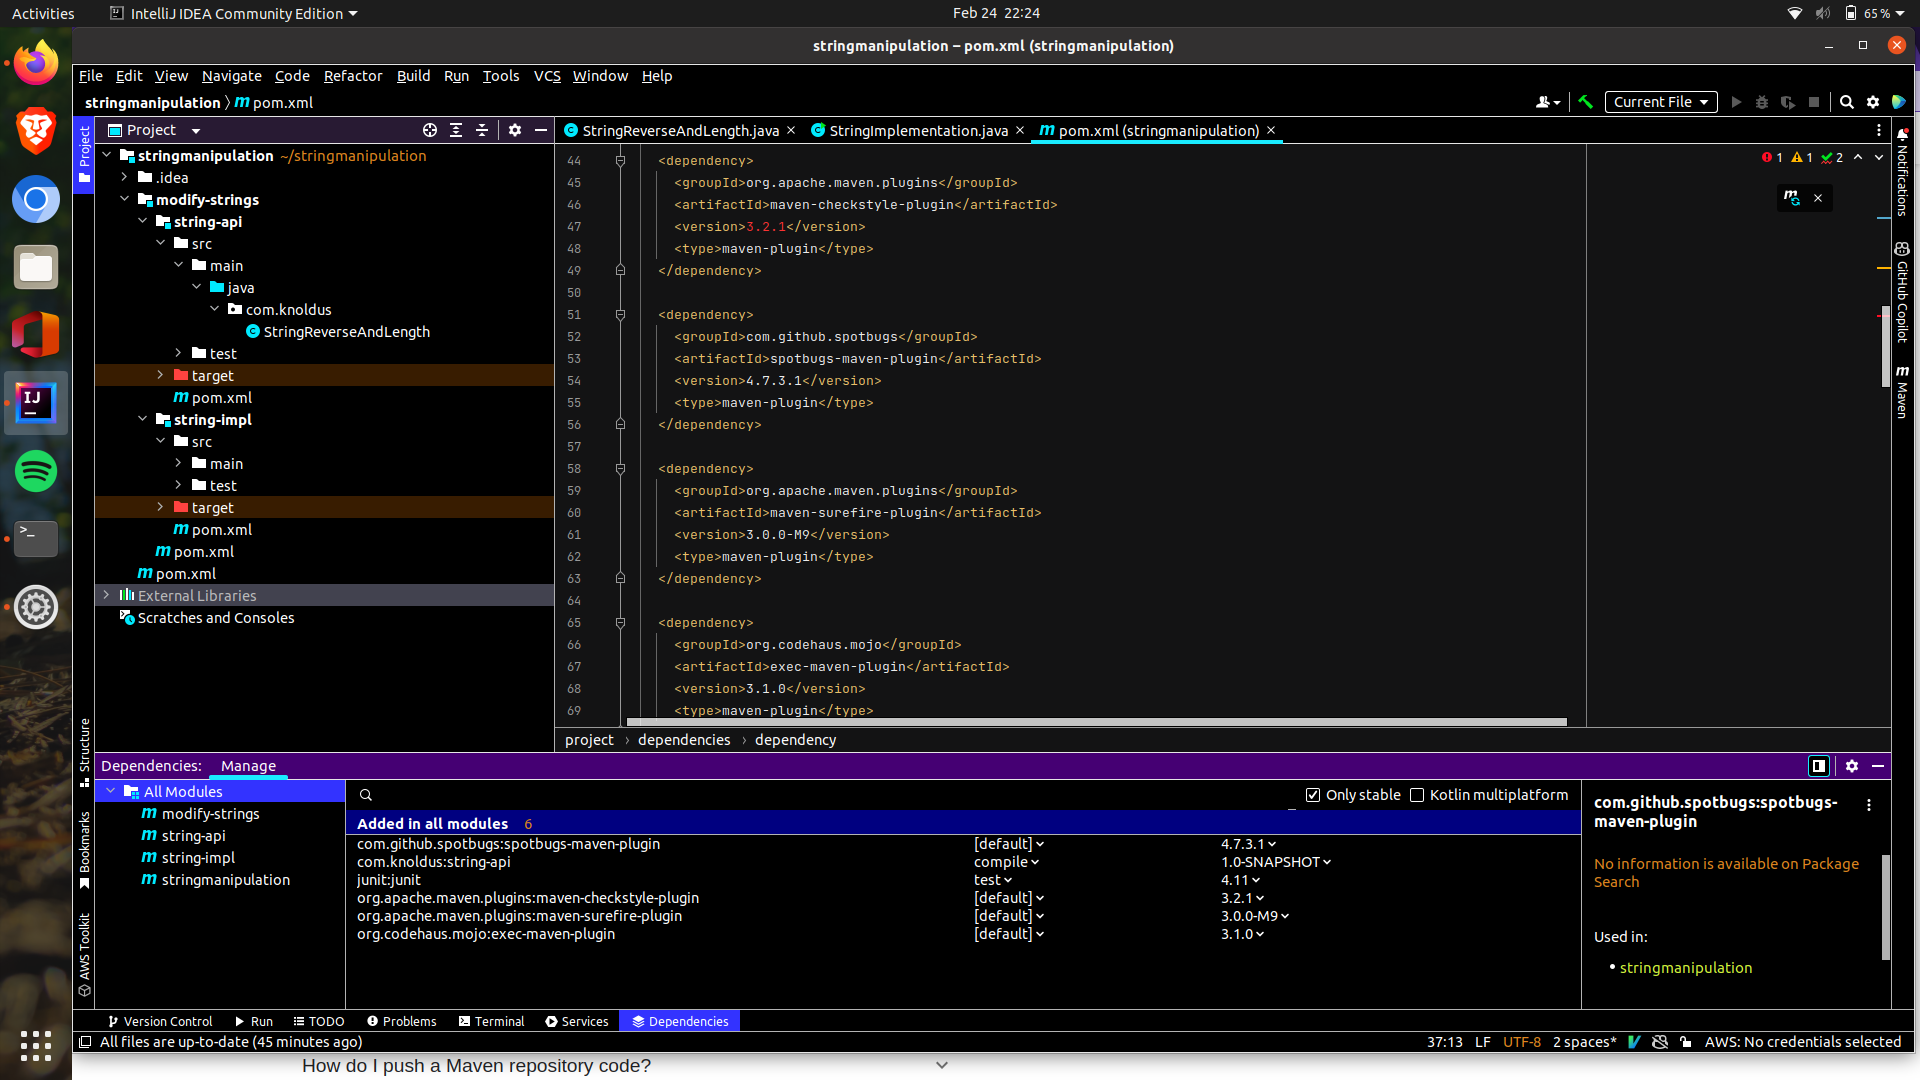 Activities
IntelliJ IDEA Community Edition
Feb 24 22:24
65 %
stringmanipulation – pom.xml (stringmanipulation)
File Edit View Navigate Code Refactor Build Run Tools VCS Window Help
stringmanipulation
m pom.xml
Current File
Project
Project
StringReverseAndLength.java
StringImplementation.java
m pom.xml (stringmanipulation)
stringmanipulation ~/stringmanipulation
.idea
modify-strings
string-api
src
main
java
com.knoldus
StringReverseAndLength
test
target
m pom.xml
string-impl
src
main
test
target
m pom.xml
m pom.xml
m pom.xml
External Libraries
Scratches and Consoles
1 1 2
44 <dependency>
45 <groupId>org.apache.maven.plugins</groupId>
46 <artifactId>maven-checkstyle-plugin</artifactId>
47 <version>3.2.1</version>
48 <type>maven-plugin</type>
49 </dependency>
50
51 <dependency>
52 <groupId>com.github.spotbugs</groupId>
53 <artifactId>spotbugs-maven-plugin</artifactId>
54 <version>4.7.3.1</version>
55 <type>maven-plugin</type>
56 </dependency>
57
58 <dependency>
59 <groupId>org.apache.maven.plugins</groupId>
60 <artifactId>maven-surefire-plugin</artifactId>
61 <version>3.0.0-M9</version>
62 <type>maven-plugin</type>
63 </dependency>
64
65 <dependency>
66 <groupId>org.codehaus.mojo</groupId>
67 <artifactId>exec-maven-plugin</artifactId>
68 <version>3.1.0</version>
69 <type>maven-plugin</type>
project › dependencies › dependency
Notifications
GitHub Copilot
m Maven
Structure
Bookmarks
AWS Toolkit
Dependencies: Manage
All Modules
m modify-strings
m string-api
m string-impl
m stringmanipulation
Only stable
Kotlin multiplatform
Added in all modules 6
com.github.spotbugs:spotbugs-maven-plugin [default] 4.7.3.1
com.knoldus:string-api compile 1.0-SNAPSHOT
junit:junit test 4.11
org.apache.maven.plugins:maven-checkstyle-plugin [default] 3.2.1
org.apache.maven.plugins:maven-surefire-plugin [default] 3.0.0-M9
org.codehaus.mojo:exec-maven-plugin [default] 3.1.0
com.github.spotbugs:spotbugs-
maven-plugin
No information is available on Package
Search
Used in:
• stringmanipulation
Version Control Run TODO Problems Terminal Services Dependencies
All files are up-to-date (45 minutes ago)
37:13 LF UTF-8 2 spaces* AWS: No credentials selected
How do I push a Maven repository code?